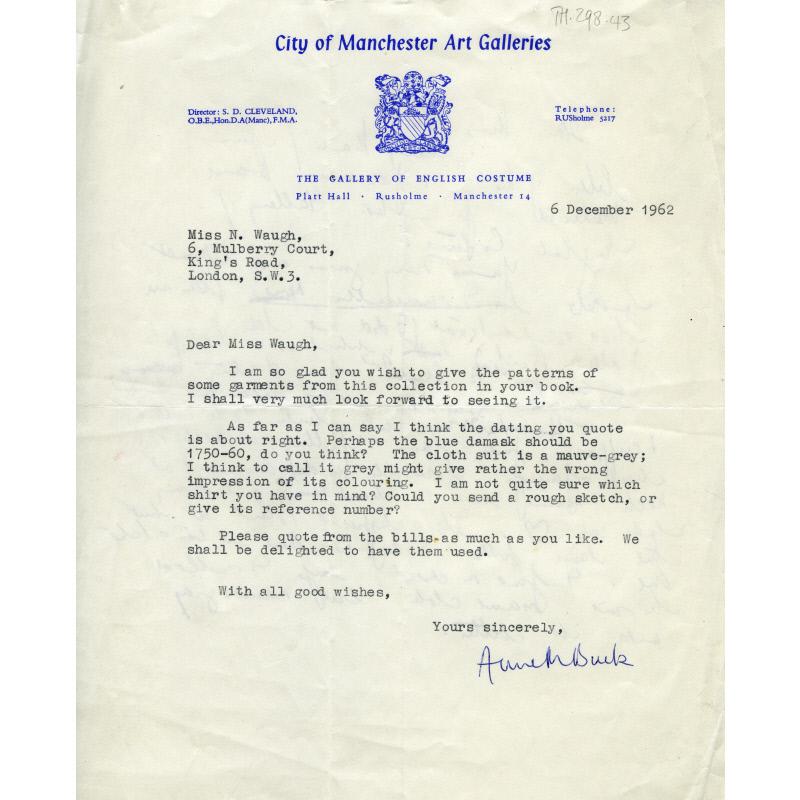 TH.298.43
City of Manchester Art Galleries
Director: S. D. CLEVELAND,
O.B.E., Hon.D.A(Manc), F.M.A.
Telephone:
RUSholme 5217
THE GALLERY OF ENGLISH COSTUME
Platt Hall · Rusholme · Manchester 14
6 December 1962
Miss N. Waugh,
6, Mulberry Court,
King's Road,
London, S.W.3.
Dear Miss Waugh,
I am so glad you wish to give the patterns of
some garments from this collection in your book.
I shall very much look forward to seeing it.
As far as I can say I think the dating you quote
is about right. Perhaps the blue damask should be
1750-60, do you think? The cloth suit is a mauve-grey;
I think to call it grey might give rather the wrong
impression of its colouring. I am not quite sure which
shirt you have in mind? Could you send a rough sketch, or
give its reference number?
Please quote from the bills as much as you like. We
shall be delighted to have them used.
With all good wishes,
Yours sincerely,
Anne M Buck